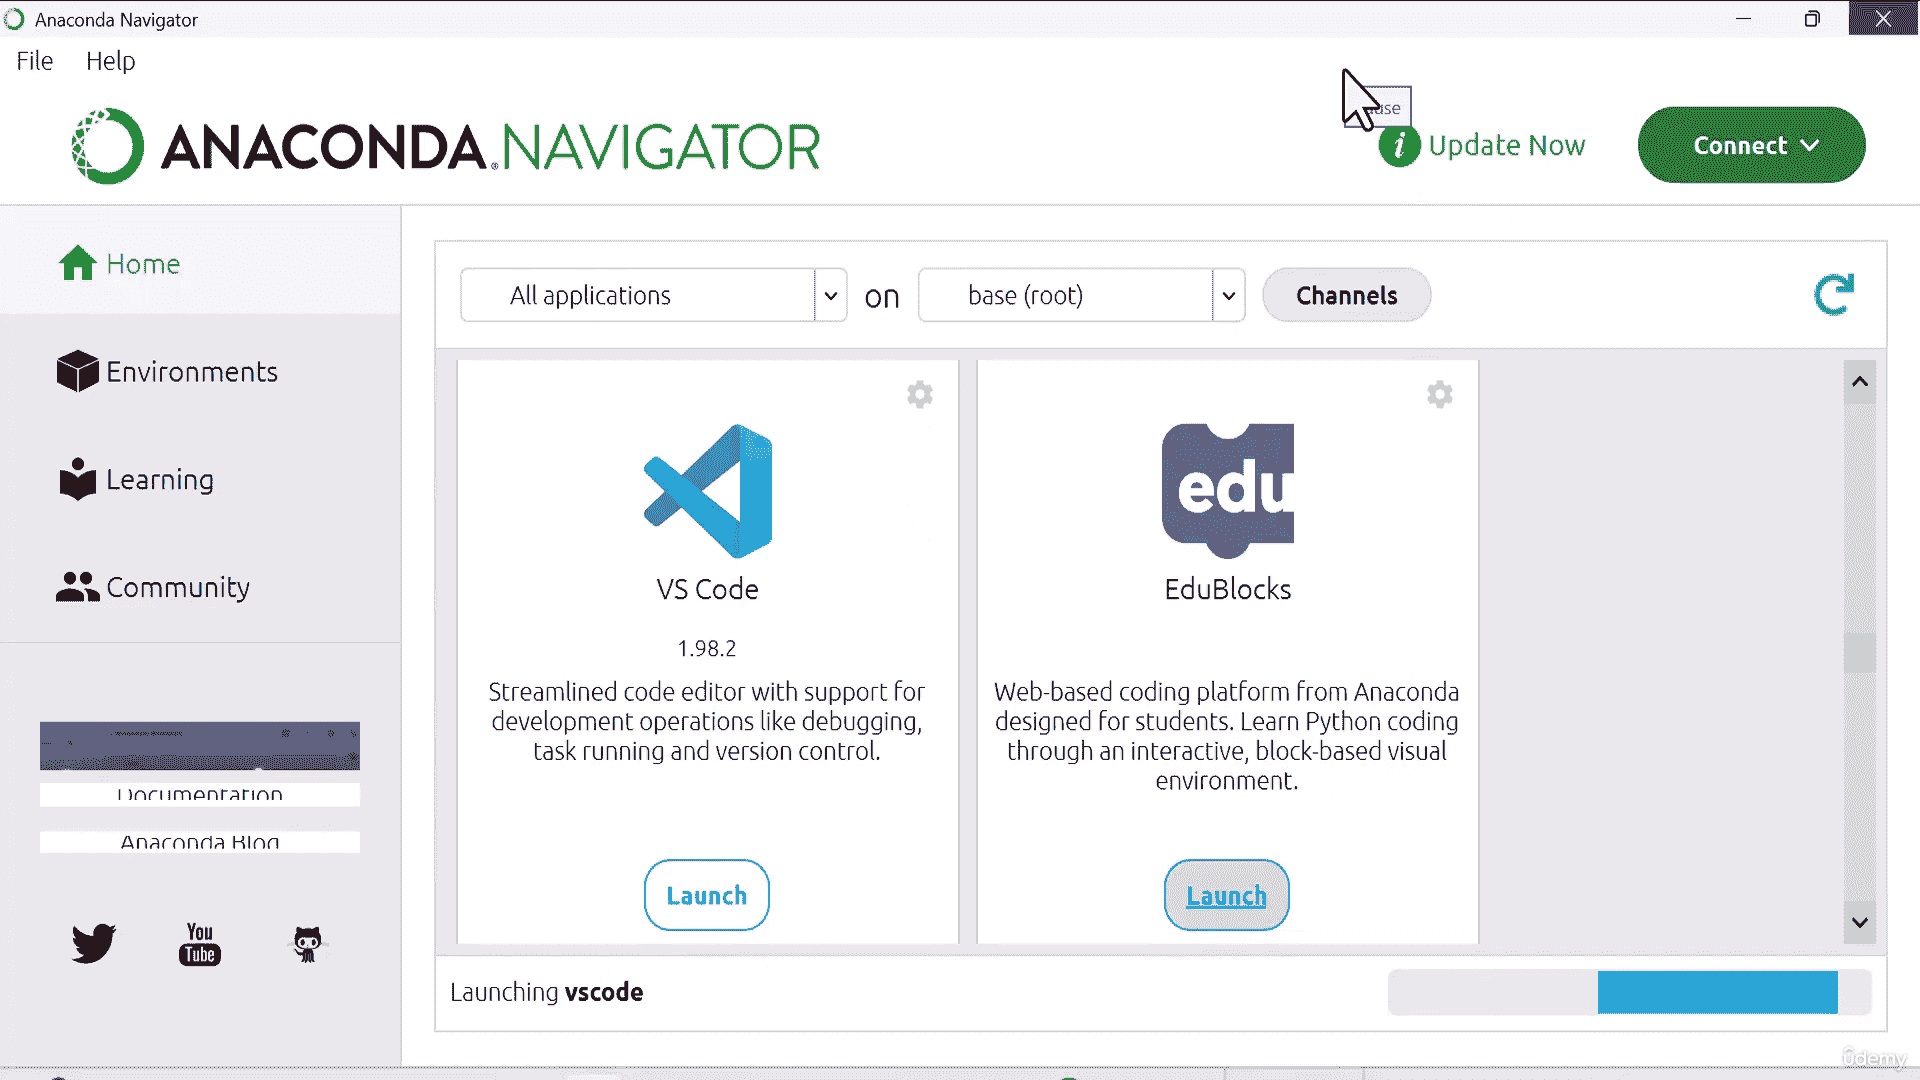 Anaconda Navigator
File Help
ANACONDA.NAVIGATOR
Update Now
Connect
Home
Environments
Learning
Community
Documentation
Anaconda Blog
You
Tube
All applications on base (root) Channels
VS Code
1.98.2
Streamlined code editor with support for
development operations like debugging,
task running and version control.
Launch
edu
EduBlocks
Web-based coding platform from Anaconda
designed for students. Learn Python coding
through an interactive, block-based visual
environment.
Launch
Launching vscode
ûdemy